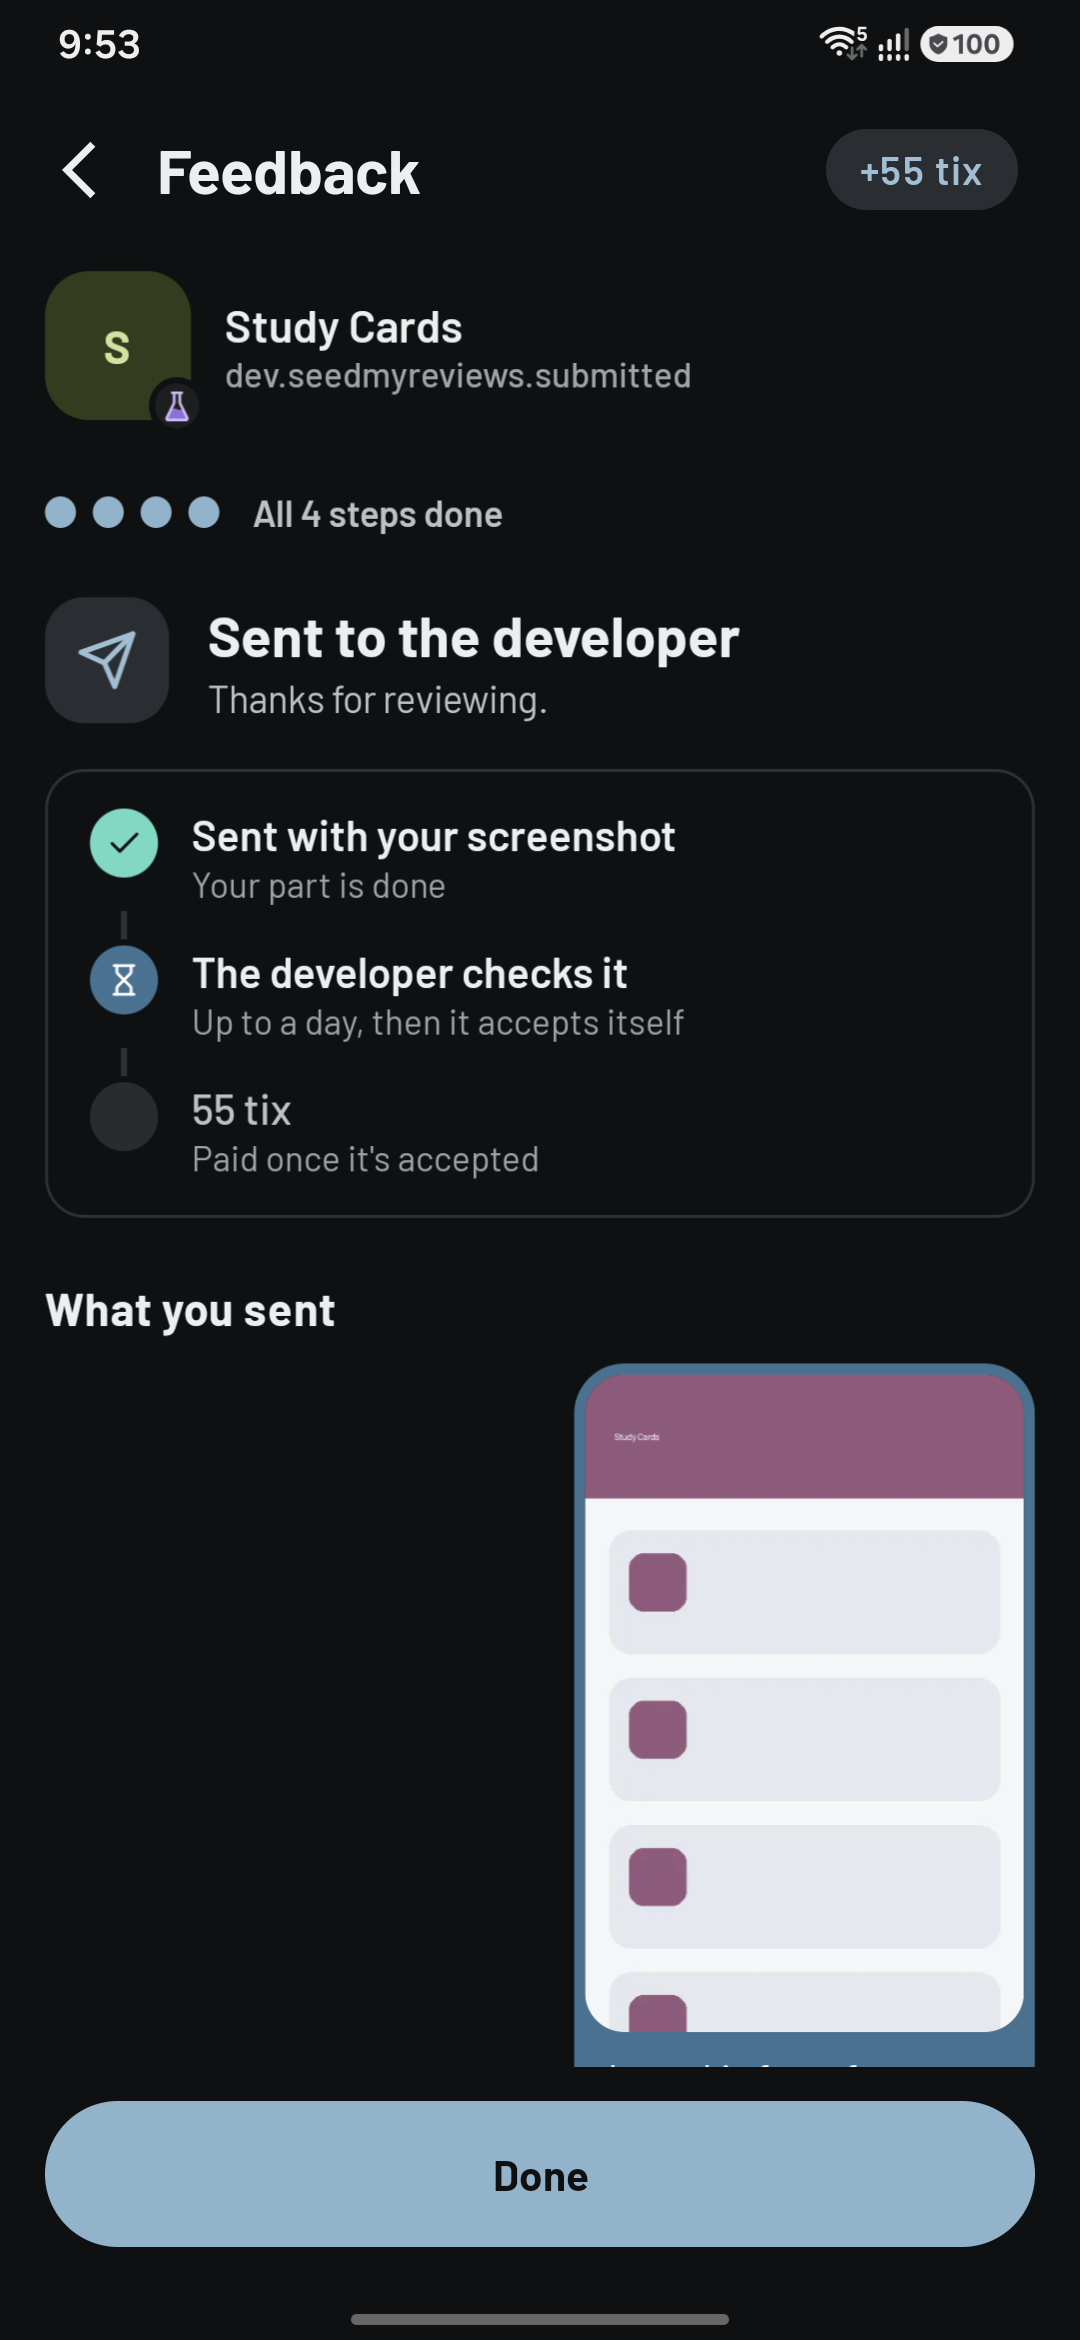 9:53
5
100
Feedback
+55 tix
S
Study Cards
dev.seedmyreviews.submitted
All 4 steps done
Sent to the developer
Thanks for reviewing.
Sent with your screenshot
Your part is done
The developer checks it
Up to a day, then it accepts itself
55 tix
Paid once it's accepted
What you sent
Study Cards
Done